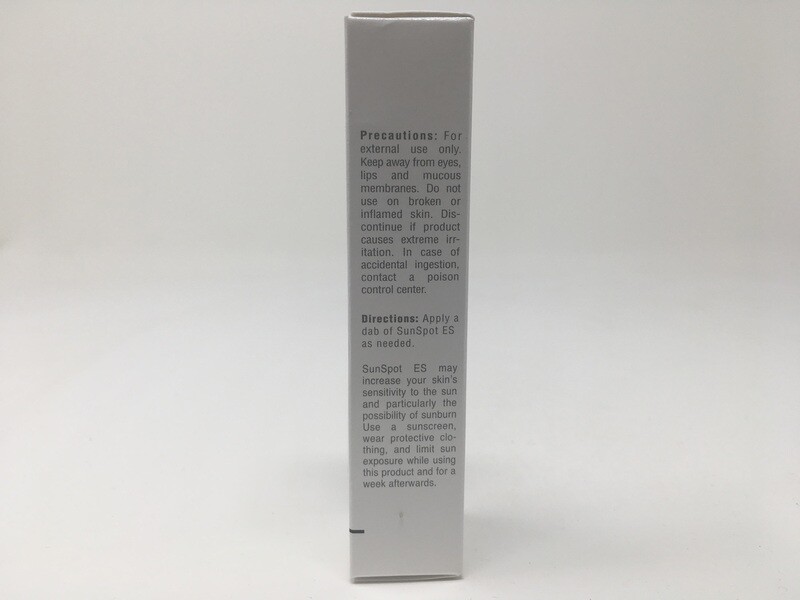 Precautions: For
external use only.
Keep away from eyes,
lips and mucous
membranes. Do not
use on broken or
inflamed skin. Dis-
continue if product
causes extreme irr-
itation. In case of
accidental ingestion,
contact a poison
control center.
Directions: Apply a
dab of SunSpot ES
as needed.
SunSpot ES may
increase your skin's
sensitivity to the sun
and particularly the
possibility of sunburn
Use a sunscreen,
wear protective clo-
thing, and limit sun
exposure while using
this product and for a
week afterwards.